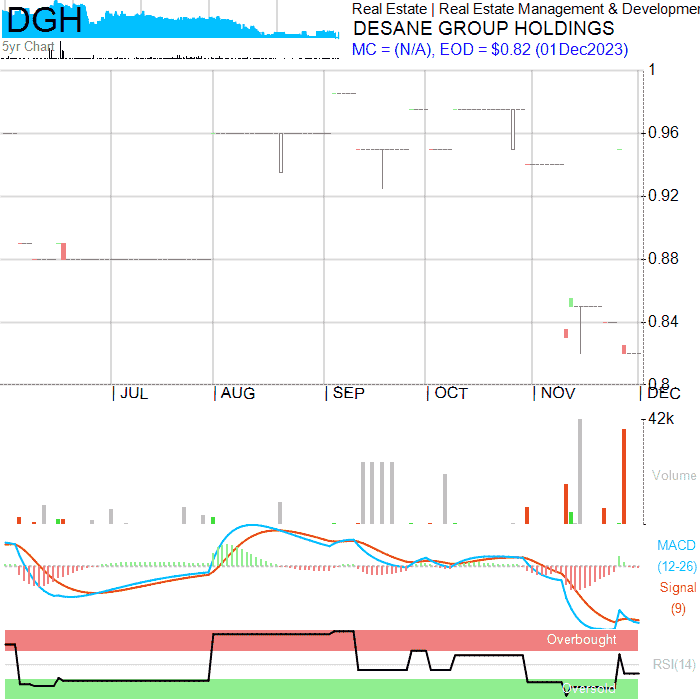 DGH
5yr Chart
Real Estate | Real Estate Management & Developmen
DESANE GROUP HOLDINGS
MC = (N/A), EOD = $0.82 (01Dec2023)
1
0.96
0.92
0.88
0.84
0.8
JUL AUG SEP OCT NOV DEC
42k
Volume
MACD
(12-26)
Signal
(9)
Overbought
RSI(14)
Oversold